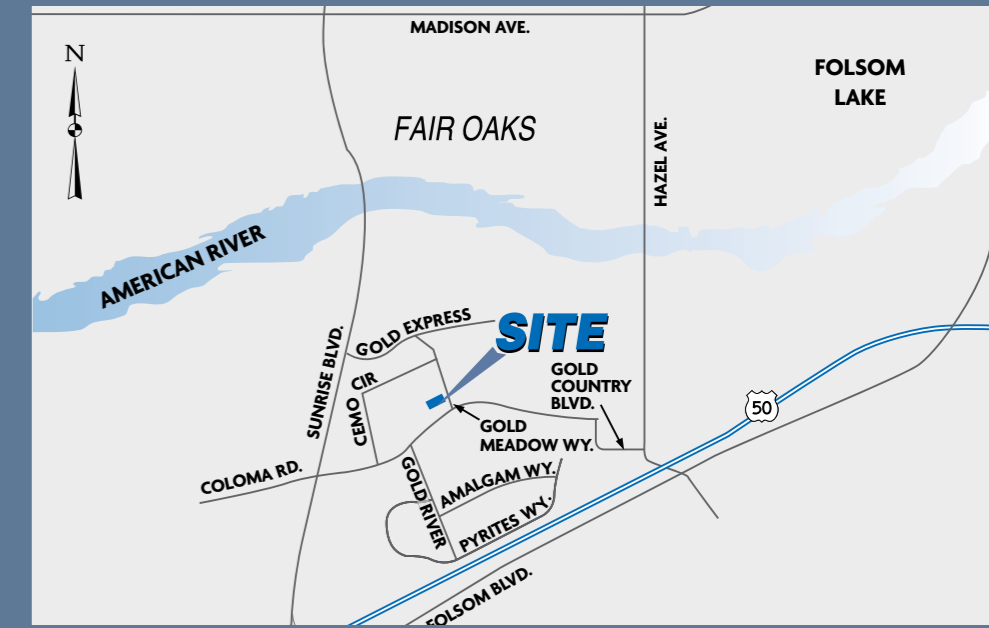 MADISON AVE.
N
FOLSOM
LAKE
FAIR OAKS
HAZEL AVE.
AMERICAN RIVER
SUNRISE BLVD.
GOLD EXPRESS
SITE
CEMO CIR
GOLD
COUNTRY
BLVD.
50
GOLD
MEADOW WY.
COLOMA RD.
GOLD RIVER
AMALGAM WY.
PYRITES WY.
FOLSOM BLVD.